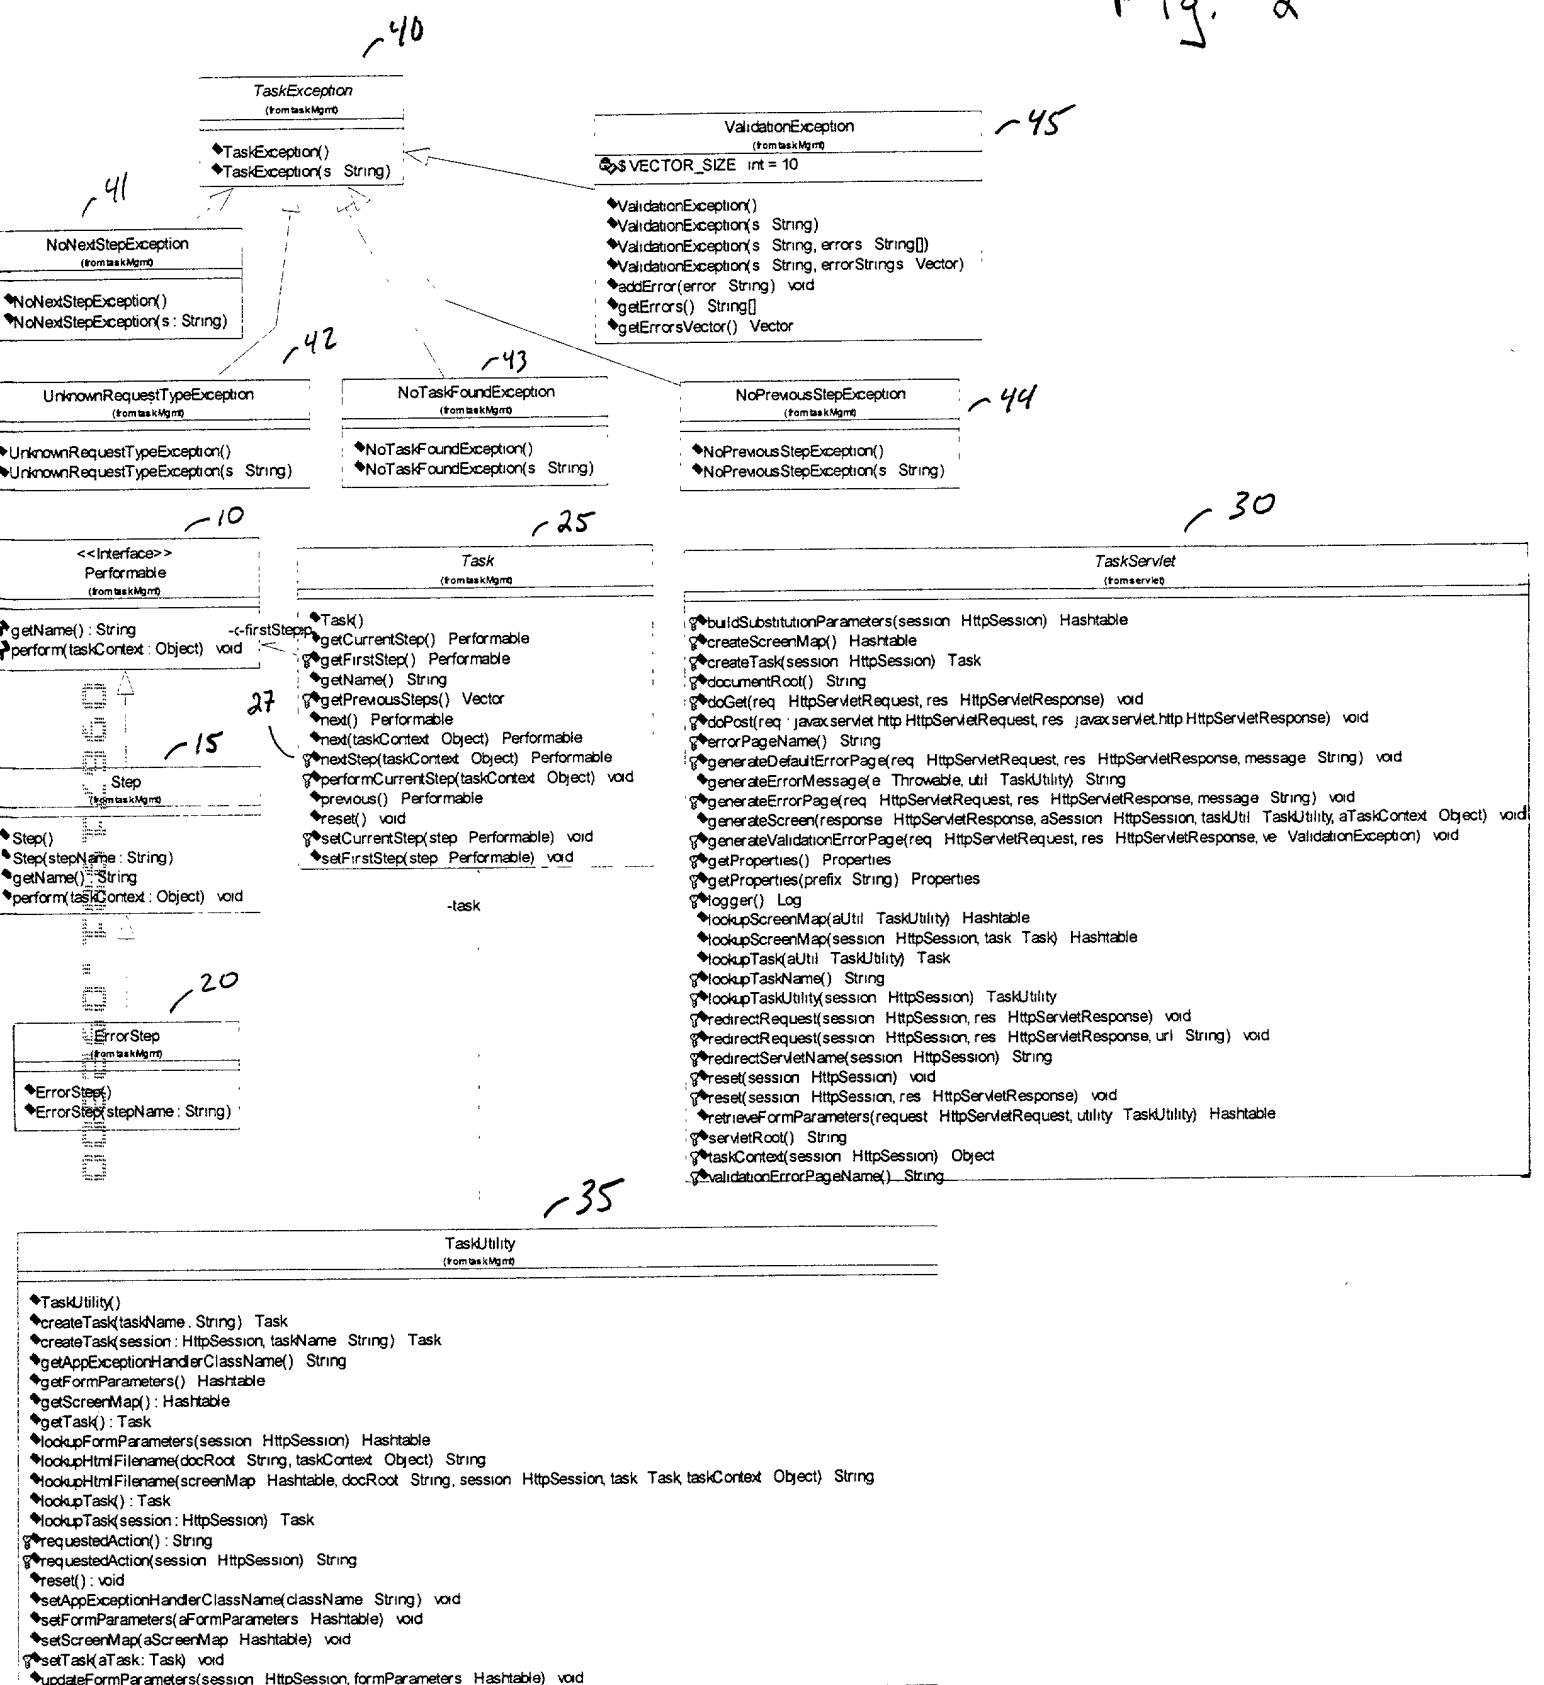 Fig. 2
40
TaskException
(from taskMgmt)
TaskException()
TaskException(s String)
45
ValidationException
(from taskMgmt)
$ VECTOR_SIZE int = 10
ValidationException()
ValidationException(s String)
ValidationException(s String, errors String[])
ValidationException(s String, errorStrings Vector)
addError(error String) void
getErrors() String[]
getErrorsVector() Vector
41
NoNextStepException
(from taskMgmt)
NoNextStepException()
NoNextStepException(s : String)
42
UnknownRequestTypeException
(from taskMgmt)
UnknownRequestTypeException()
UnknownRequestTypeException(s String)
43
NoTaskFoundException
(from taskMgmt)
NoTaskFoundException()
NoTaskFoundException(s String)
44
NoPreviousStepException
(from taskMgmt)
NoPreviousStepException()
NoPreviousStepException(s String)
10
<<Interface>>
Performable
(from taskMgmt)
getName() : String
perform(taskContext : Object) void
-firstStep
25
Task
(from taskMgmt)
Task()
getCurrentStep() Performable
getFirstStep() Performable
getName() String
getPreviousSteps() Vector
next() Performable
next(taskContext Object) Performable
27
nextStep(taskContext Object) Performable
performCurrentStep(taskContext Object) void
previous() Performable
reset() void
setCurrentStep(step Performable) void
setFirstStep(step Performable) void
-task
30
TaskServlet
(from servlet)
buildSubstitutionParameters(session HttpSession) Hashtable
createScreenMap() Hashtable
createTask(session HttpSession) Task
documentRoot() String
doGet(req HttpServletRequest, res HttpServletResponse) void
doPost(req : javax.servlet.http HttpServletRequest, res javax.servlet.http HttpServletResponse) void
errorPageName() String
generateDefaultErrorPage(req HttpServletRequest, res HttpServletResponse, message String) void
generateErrorMessage(e Throwable, util TaskUtility) String
generateErrorPage(req HttpServletRequest, res HttpServletResponse, message String) void
generateScreen(response HttpServletResponse, aSession HttpSession, taskUtil TaskUtility, aTaskContext Object) void
generateValidationErrorPage(req HttpServletRequest, res HttpServletResponse, ve ValidationException) void
getProperties() Properties
getProperties(prefix String) Properties
logger() Log
lookupScreenMap(aUtil TaskUtility) Hashtable
lookupScreenMap(session HttpSession, task Task) Hashtable
lookupTask(aUtil TaskUtility) Task
lookupTaskName() String
lookupTaskUtility(session HttpSession) TaskUtility
redirectRequest(session HttpSession, res HttpServletResponse) void
redirectRequest(session HttpSession, res HttpServletResponse, url String) void
redirectServletName(session HttpSession) String
reset(session HttpSession) void
reset(session HttpSession, res HttpServletResponse) void
retrieveFormParameters(request HttpServletRequest, utility TaskUtility) Hashtable
servletRoot() String
taskContext(session HttpSession) Object
validationErrorPageName() String
15
Step
(from taskMgmt)
Step()
Step(stepName : String)
getName() : String
perform(taskContext : Object) void
20
ErrorStep
(from taskMgmt)
ErrorStep()
ErrorStep(stepName : String)
35
TaskUtility
(from taskMgmt)
TaskUtility()
createTask(taskName . String) Task
createTask(session : HttpSession, taskName String) Task
getAppExceptionHandlerClassName() String
getFormParameters() Hashtable
getScreenMap() : Hashtable
getTask() : Task
lookupFormParameters(session HttpSession) Hashtable
lookupHtmlFilename(docRoot String, taskContext Object) String
lookupHtmlFilename(screenMap Hashtable, docRoot String, session HttpSession, task Task, taskContext Object) String
lookupTask() : Task
lookupTask(session : HttpSession) Task
requestedAction() : String
requestedAction(session HttpSession) String
reset() : void
setAppExceptionHandlerClassName(className String) void
setFormParameters(aFormParameters Hashtable) void
setScreenMap(aScreenMap Hashtable) void
setTask(aTask : Task) void
updateFormParameters(session HttpSession, formParameters Hashtable) void